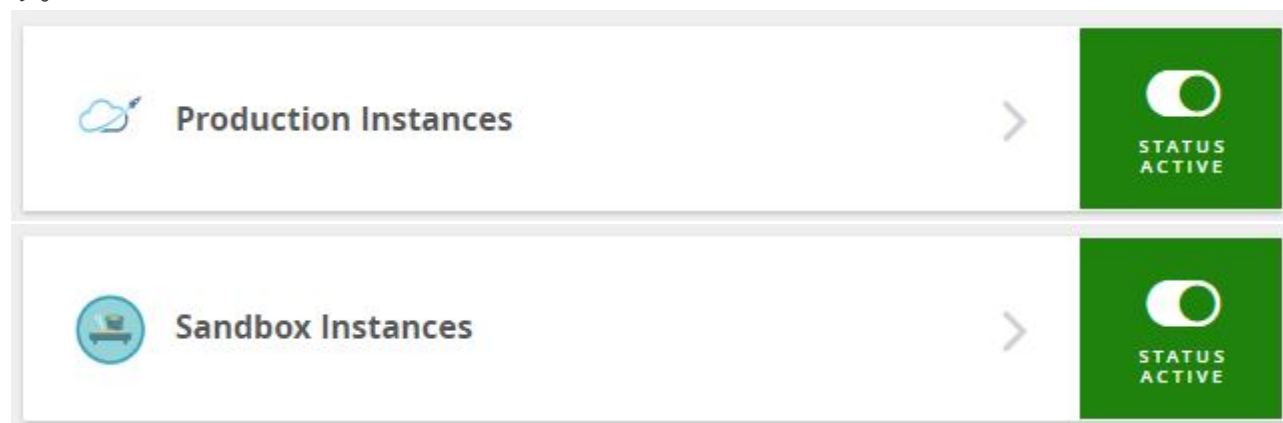 Production Instances
STATUS
ACTIVE
Sandbox Instances
STATUS
ACTIVE